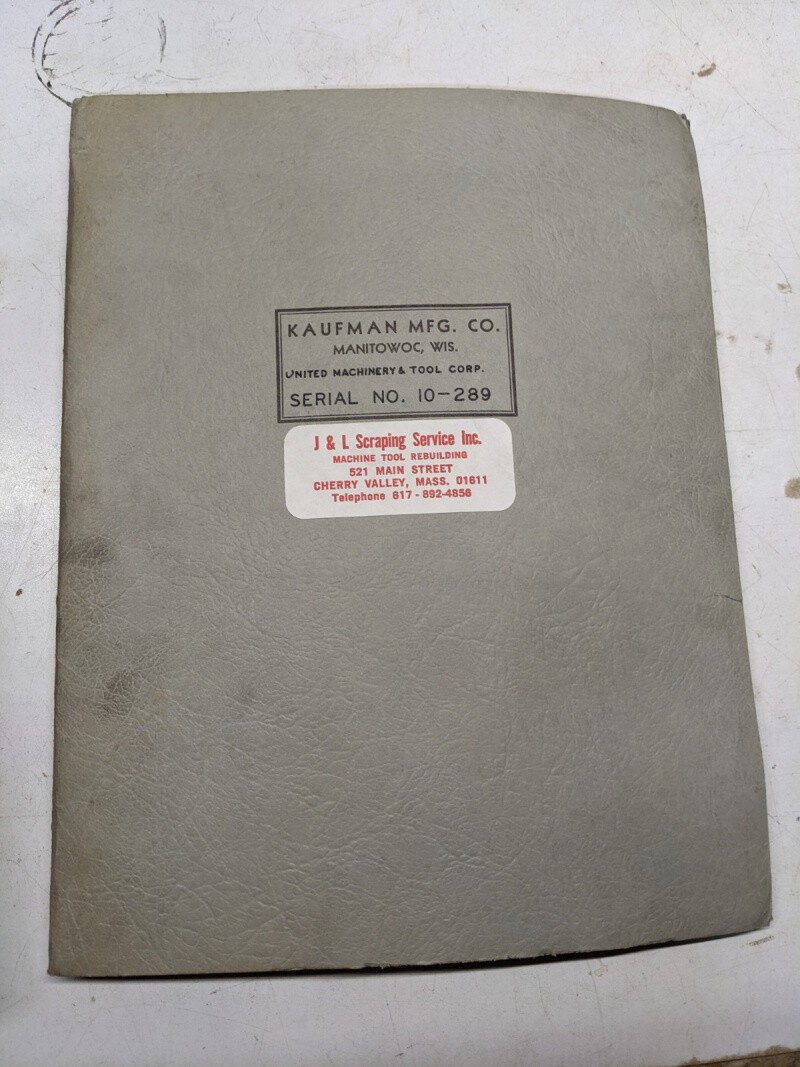 KAUFMAN MFG. CO.
MANITOWOC, WIS.
UNITED MACHINERY & TOOL CORP.
SERIAL NO. 10-289
J & L Scraping Service Inc.
MACHINE TOOL REBUILDING
521 MAIN STREET
CHERRY VALLEY, MASS. 01611
Telephone 617-892-4856